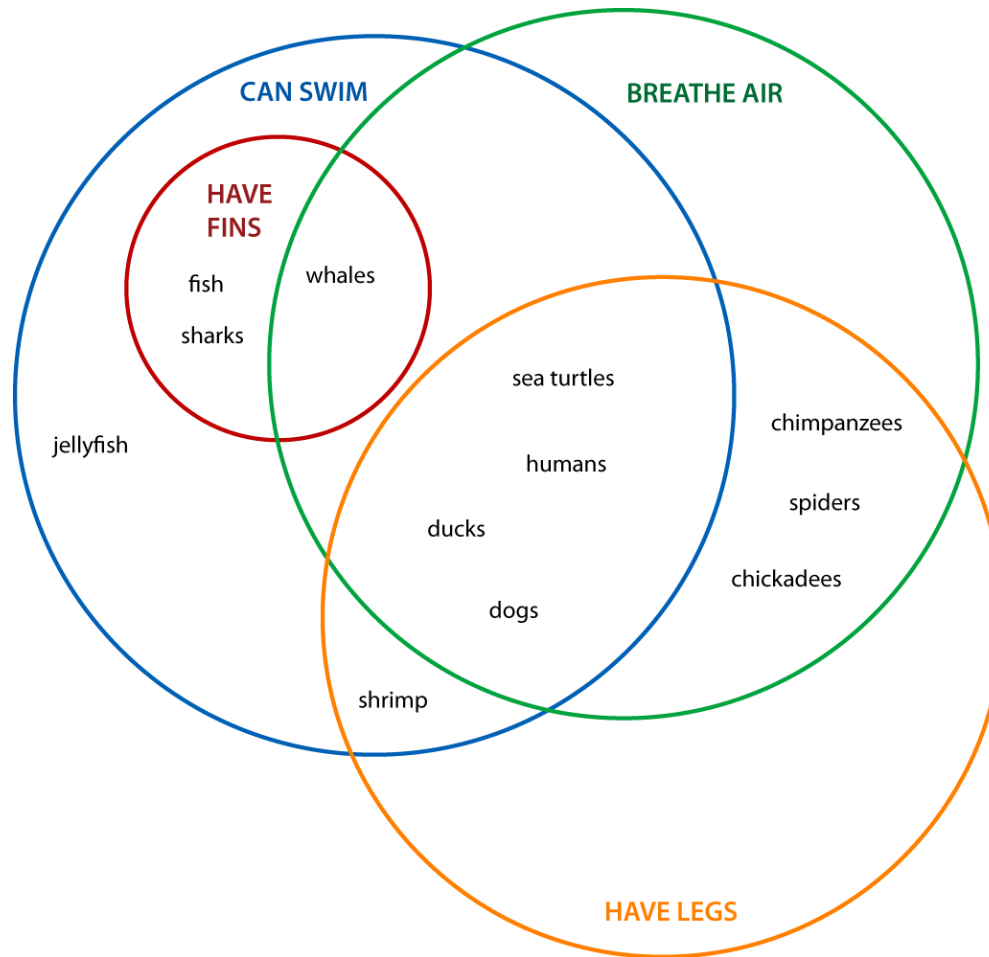 CAN SWIM
BREATHE AIR
HAVE
FINS
fish
whales
sharks
sea turtles
chimpanzees
jellyfish
humans
spiders
ducks
chickadees
dogs
shrimp
HAVE LEGS